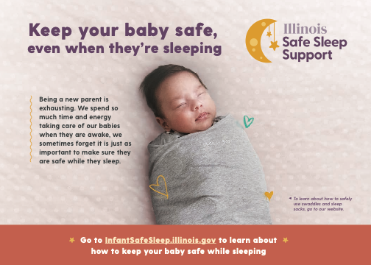 Keep your baby safe,
even when they're sleeping
Illinois
Safe Sleep
Support
Being a new parent is
exhausting. We spend so
much time and energy
taking care of our babies
when they are awake, we
sometimes forget it is just as
important to make sure they
are safe while they sleep.
* To learn about how to safely
use swaddles and sleep
sacks, go to our website.
Go to InfantSafeSleep.illinois.gov to learn about
how to keep your baby safe while sleeping